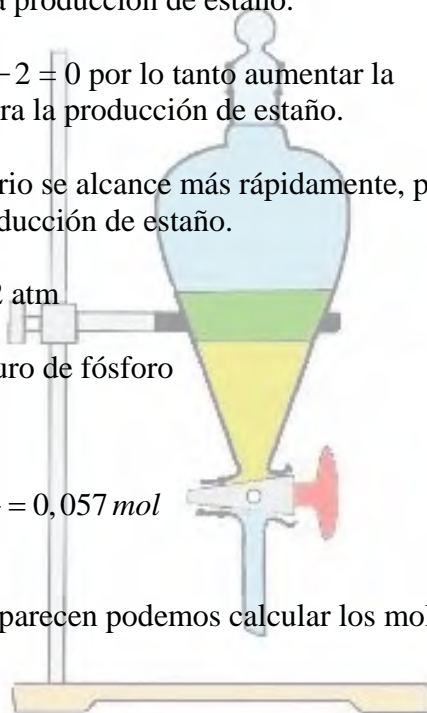 a producción de estaño.
−2 = 0 por lo tanto aumentar la
ra la producción de estaño.
rio se alcance más rápidamente, p
ducción de estaño.
2 atm
uro de fósforo
= 0,057 mol
parecen podemos calcular los mol